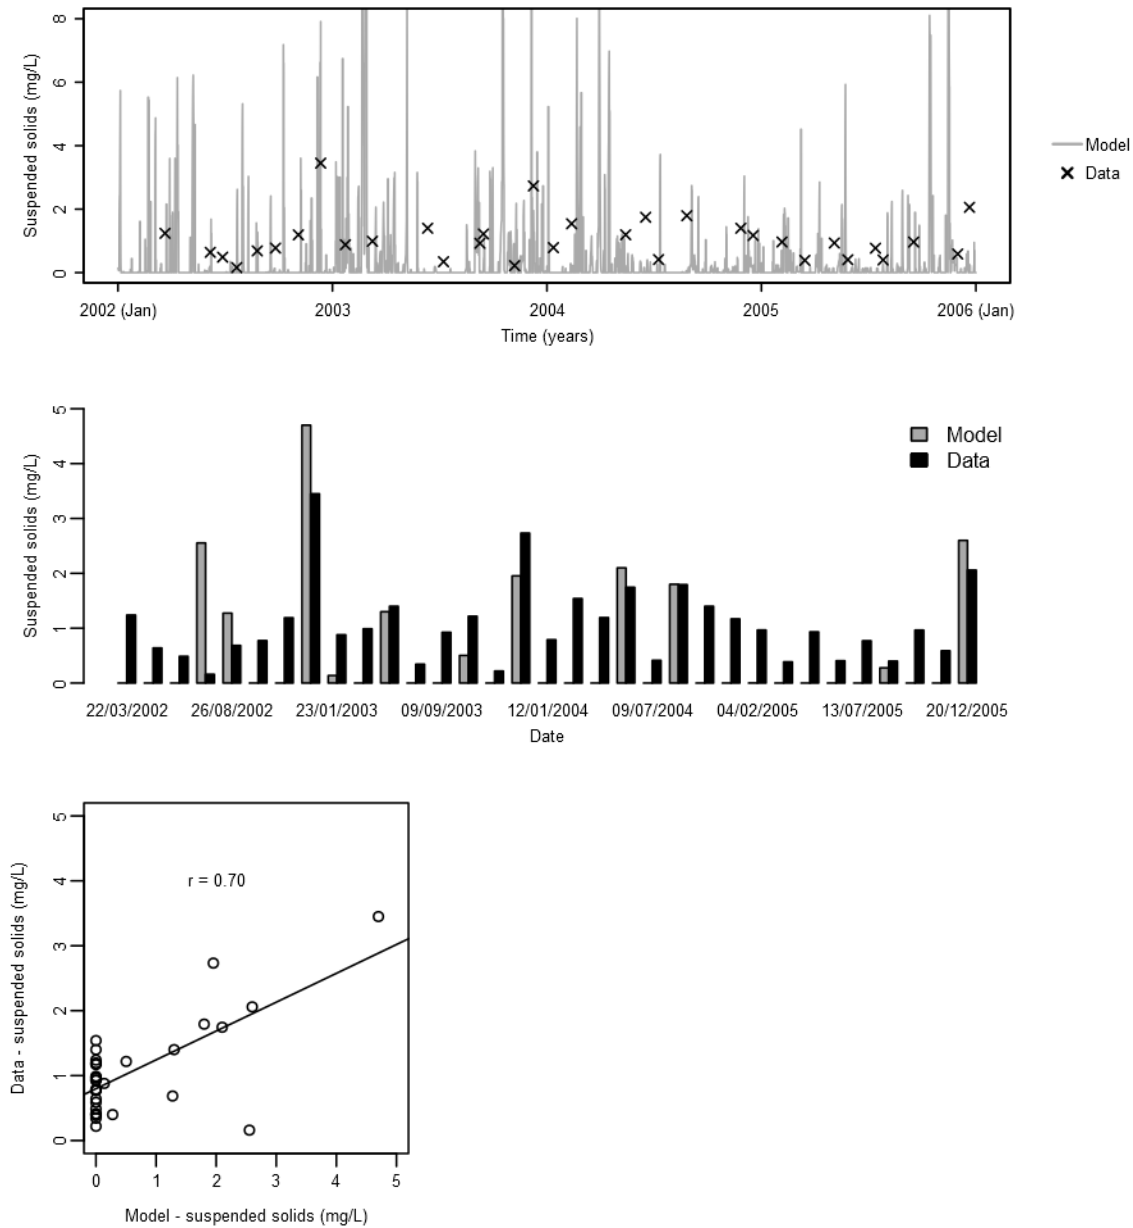 8
6
4
2
0
Suspended solids (mg/L)
2002 (Jan) 2003 2004 2005 2006 (Jan)
Time (years)
Model
Data
5
4
3
2
1
0
Suspended solids (mg/L)
Model
Data
22/03/2002 26/08/2002 23/01/2003 09/09/2003 12/01/2004 09/07/2004 04/02/2005 13/07/2005 20/12/2005
Date
5
4
3
2
1
0
Data - suspended solids (mg/L)
r = 0.70
0 1 2 3 4 5
Model - suspended solids (mg/L)